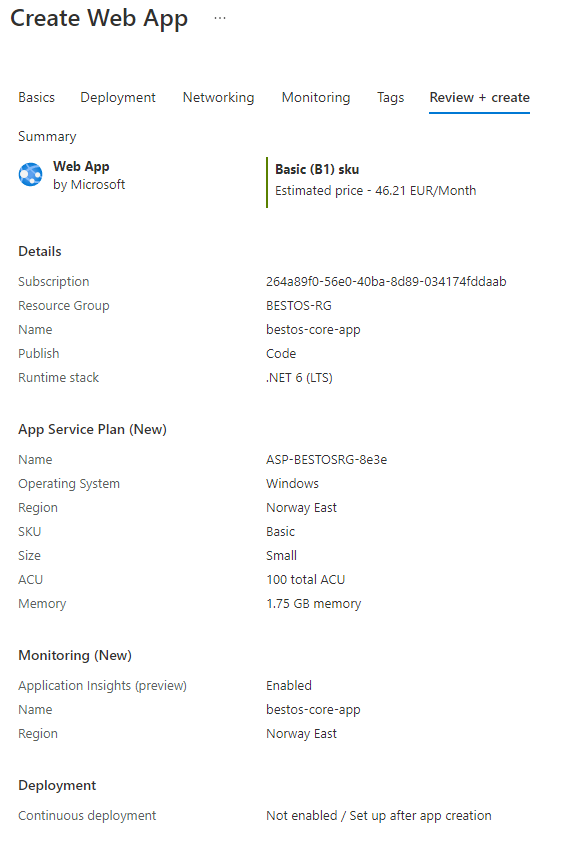 Create Web App ...
Basics Deployment Networking Monitoring Tags Review + create
Summary
Web App
by Microsoft
Basic (B1) sku
Estimated price - 46.21 EUR/Month
Details
Subscription 264a89f0-56e0-40ba-8d89-034174fddaab
Resource Group BESTOS-RG
Name bestos-core-app
Publish Code
Runtime stack .NET 6 (LTS)
App Service Plan (New)
Name ASP-BESTOSRG-8e3e
Operating System Windows
Region Norway East
SKU Basic
Size Small
ACU 100 total ACU
Memory 1.75 GB memory
Monitoring (New)
Application Insights (preview) Enabled
Name bestos-core-app
Region Norway East
Deployment
Continuous deployment Not enabled / Set up after app creation